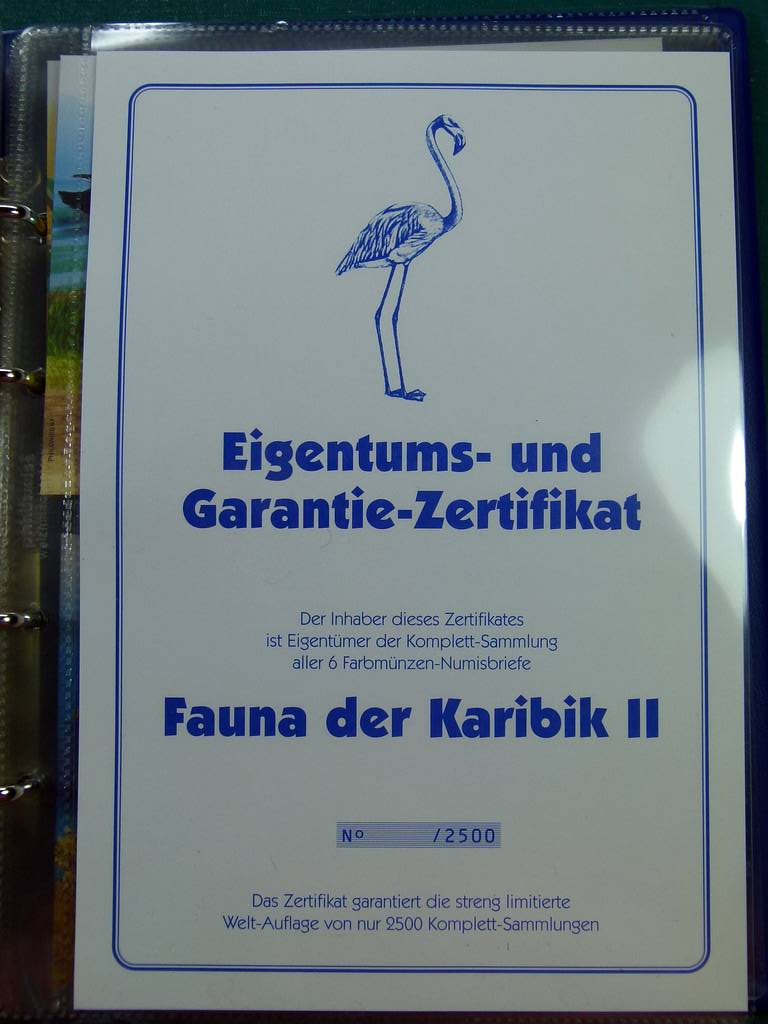 Eigentums- und
Garantie-Zertifikat
Der Inhaber dieses Zertifikates
ist Eigentümer der Komplett-Sammlung
aller 6 Farbmünzen-Numisbriefe
Fauna der Karibik II
Nº /2500
Das Zertifikat garantiert die streng limitierte
Welt-Auflage von nur 2500 Komplett-Sammlungen